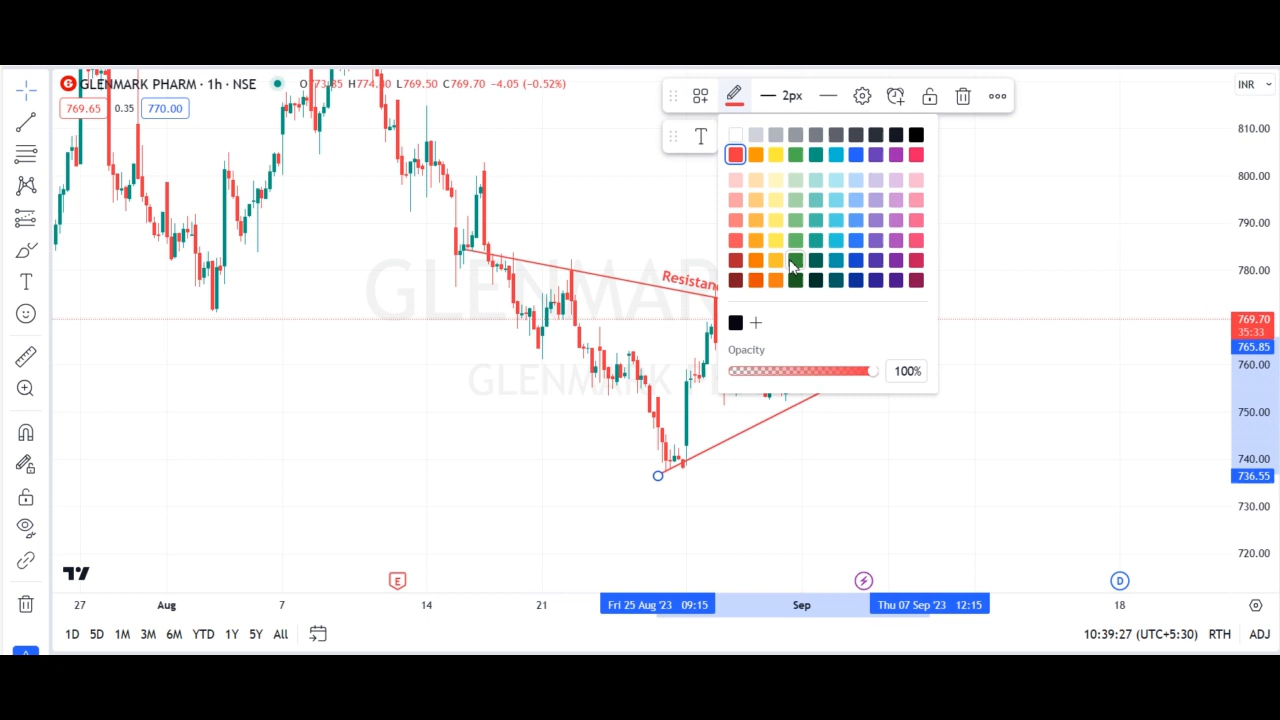 GLENMARK PHARM · 1h · NSE
O773.85 H774.00 L769.50 C769.70 −4.05 (−0.52%)
769.65 0.35 770.00
2px
INR
T
Resistan
GLENMAR
GLENMARK P
Opacity
100%
810.00
800.00
790.00
780.00
769.70
35:33
765.85
760.00
750.00
740.00
736.55
730.00
720.00
E
D
27 Aug 7 14 21 Fri 25 Aug '23 09:15 Sep Thu 07 Sep '23 12:15 18
1D 5D 1M 3M 6M YTD 1Y 5Y All
10:39:27 (UTC+5:30) RTH ADJ